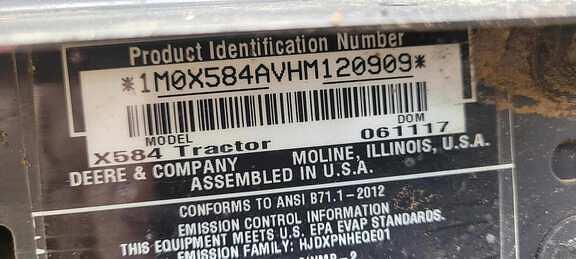 Product Identification Number
*1M0X584AVHM120909*
MODEL DOM
X584 Tractor 061117
DEERE & COMPANY MOLINE, ILLINOIS, U.S.A.
ASSEMBLED IN U.S.A.
CONFORMS TO ANSI B71.1-2012
EMISSION CONTROL INFORMATION
THIS EQUIPMENT MEETS U.S. EPA EVAP STANDARDS.
EMISSION FAMILY: HJDXPNHEQE01